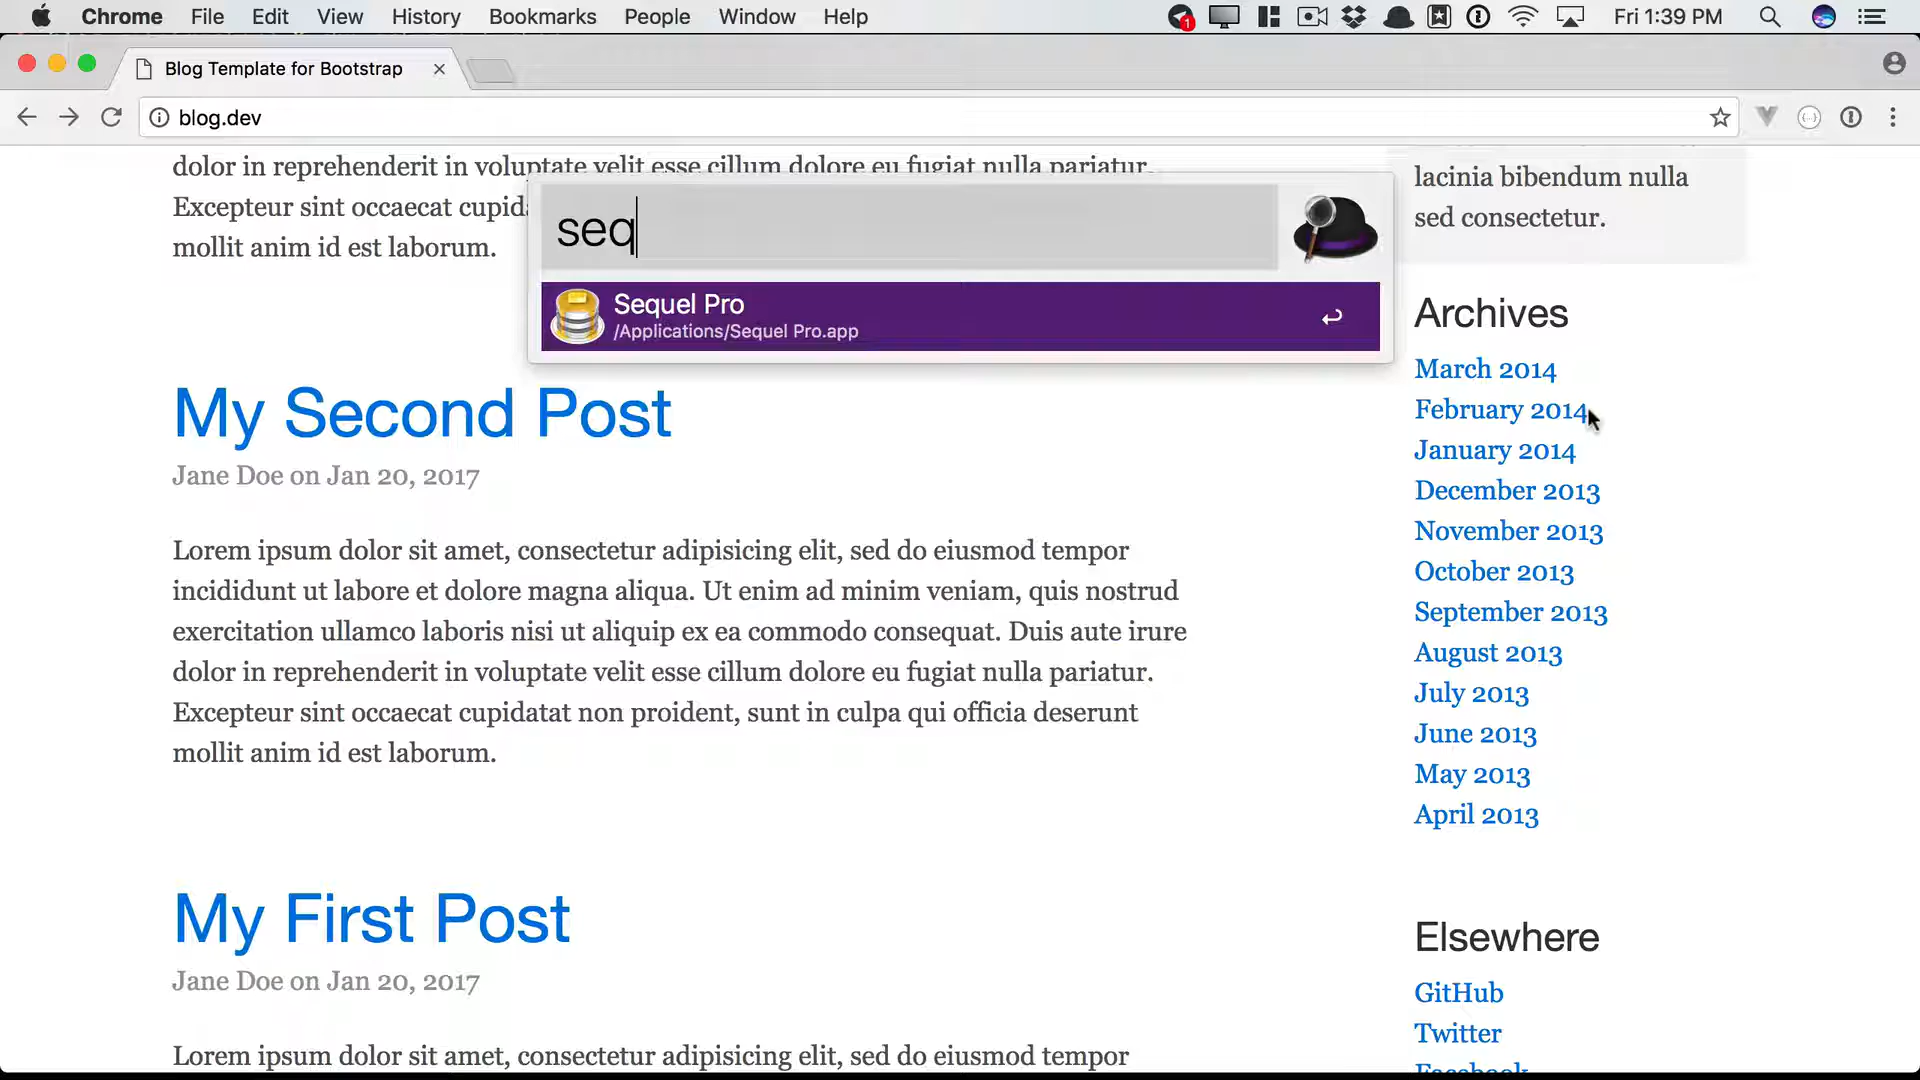 Chrome File Edit View History Bookmarks People Window Help
1
Fri 1:39 PM
Blog Template for Bootstrap
blog.dev
dolor in reprehenderit in voluptate velit esse cillum dolore eu fugiat nulla pariatur.
Excepteur sint occaecat cupid
mollit anim id est laborum.
seq
Sequel Pro
/Applications/Sequel Pro.app
My Second Post
Jane Doe on Jan 20, 2017
Lorem ipsum dolor sit amet, consectetur adipisicing elit, sed do eiusmod tempor
incididunt ut labore et dolore magna aliqua. Ut enim ad minim veniam, quis nostrud
exercitation ullamco laboris nisi ut aliquip ex ea commodo consequat. Duis aute irure
dolor in reprehenderit in voluptate velit esse cillum dolore eu fugiat nulla pariatur.
Excepteur sint occaecat cupidatat non proident, sunt in culpa qui officia deserunt
mollit anim id est laborum.
My First Post
Jane Doe on Jan 20, 2017
Lorem ipsum dolor sit amet, consectetur adipisicing elit, sed do eiusmod tempor
lacinia bibendum nulla
sed consectetur.
Archives
March 2014
February 2014
January 2014
December 2013
November 2013
October 2013
September 2013
August 2013
July 2013
June 2013
May 2013
April 2013
Elsewhere
GitHub
Twitter
Facebook